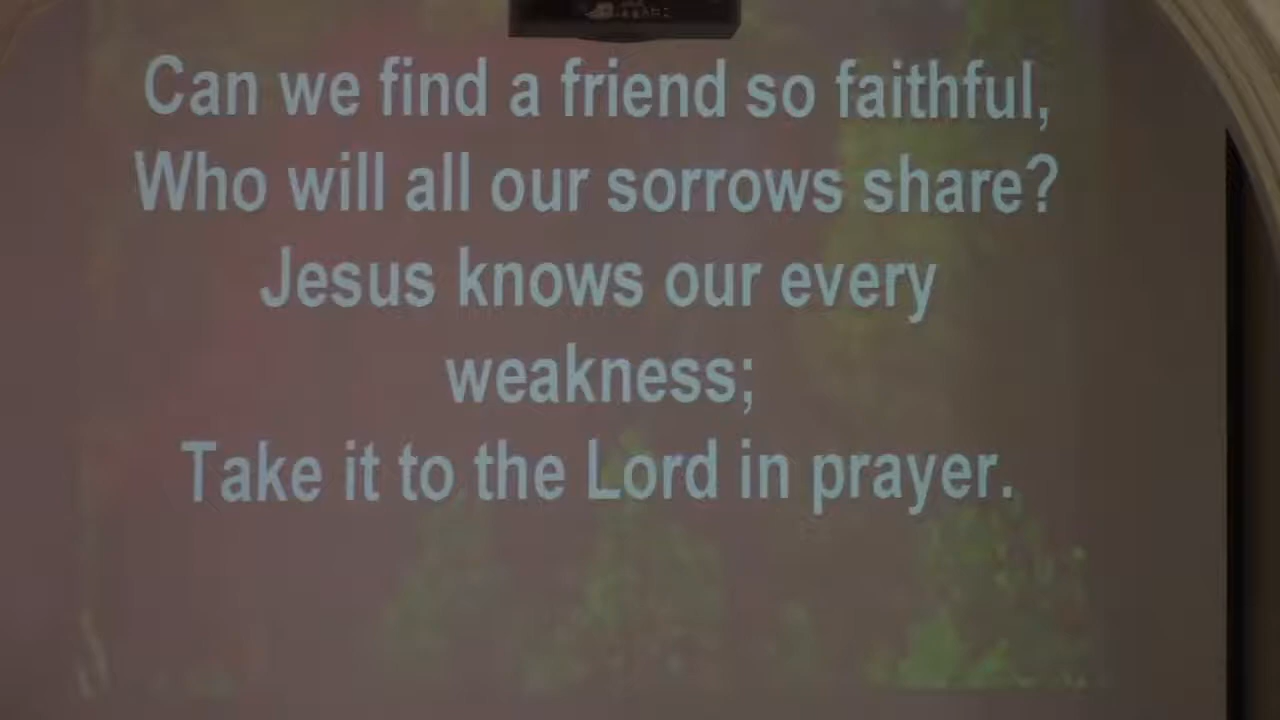 Can we find a friend so faithful,
Who will all our sorrows share?
Jesus knows our every
weakness;
Take it to the Lord in prayer.